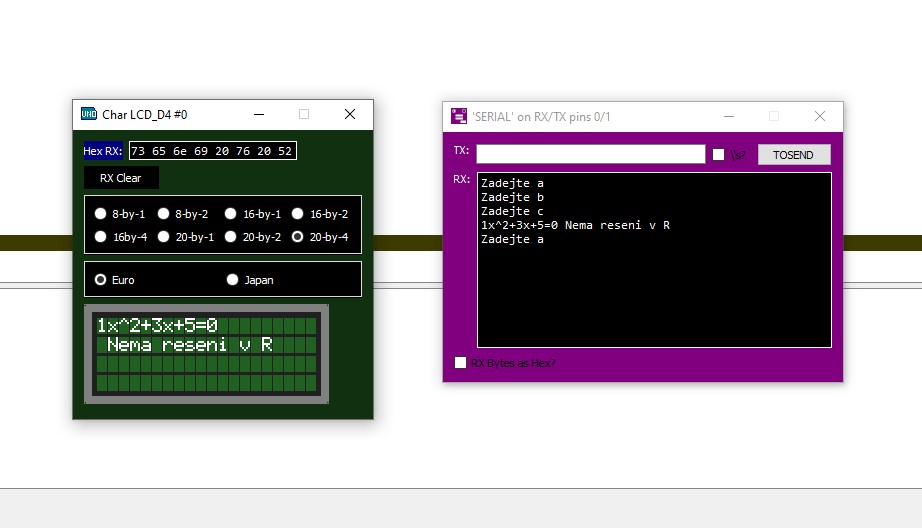 Char LCD_D4 #0
Hex RX: 73 65 6e 69 20 76 20 52
RX Clear
8-by-1 8-by-2 16-by-1 16-by-2
16by-4 20-by-1 20-by-2 20-by-4
Euro Japan
1x^2+3x+5=0
Nema reseni v R
'SERIAL' on RX/TX pins 0/1
TX: \\s? TOSEND
RX:
Zadejte a
Zadejte b
Zadejte c
1x^2+3x+5=0 Nema reseni v R
Zadejte a
RX Bytes as Hex?